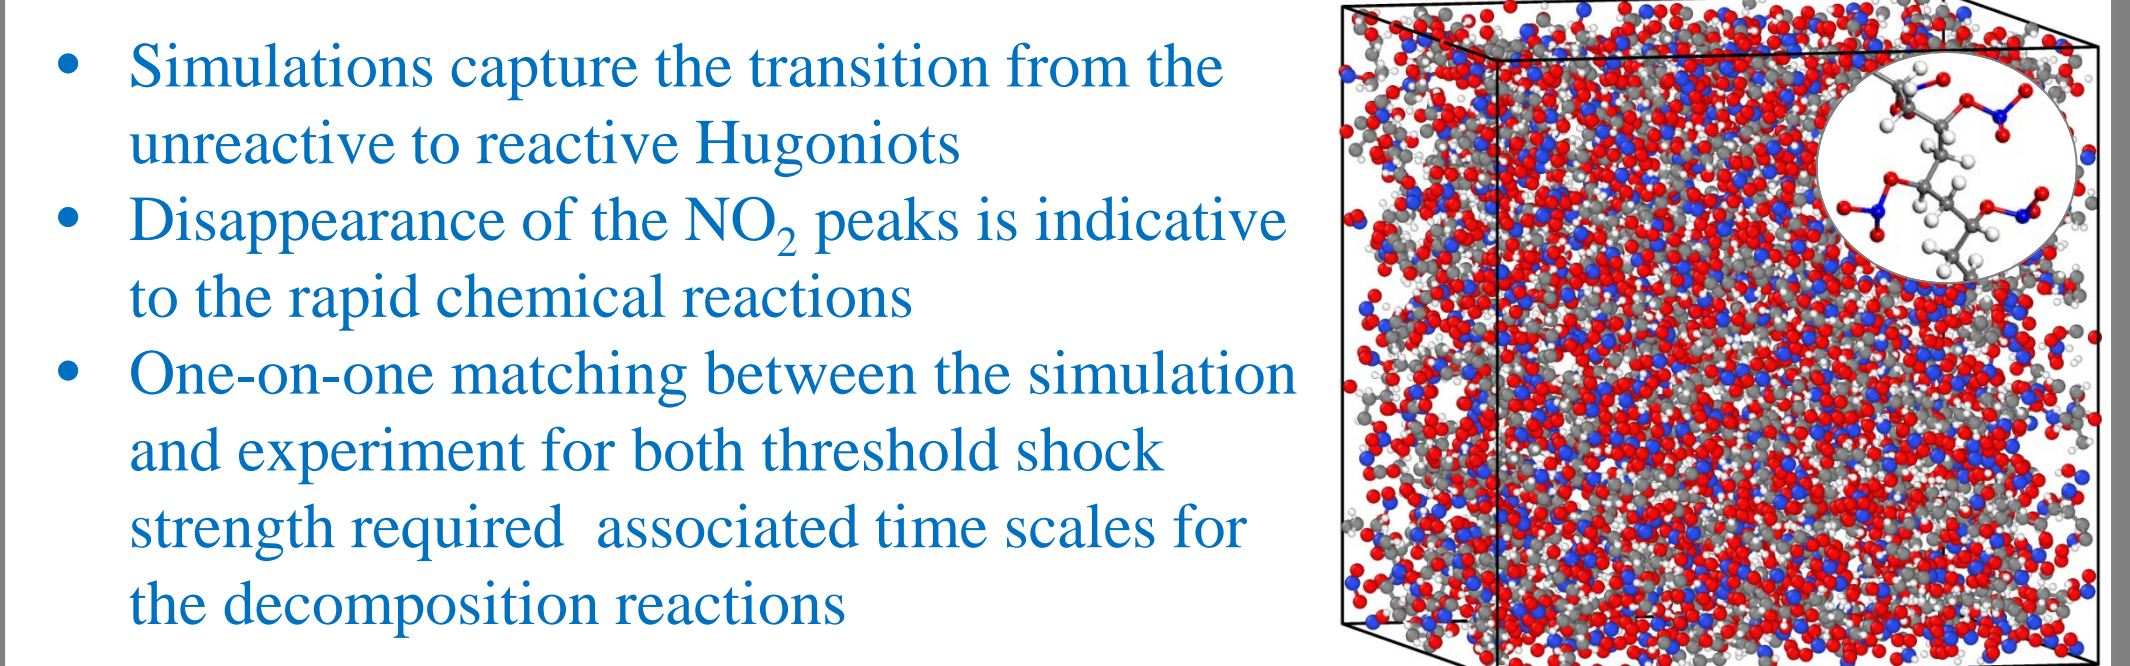 • Simulations capture the transition from the
unreactive to reactive Hugoniots
• Disappearance of the NO₂ peaks is indicative
to the rapid chemical reactions
• One-on-one matching between the simulation
and experiment for both threshold shock
strength required  associated time scales for
the decomposition reactions